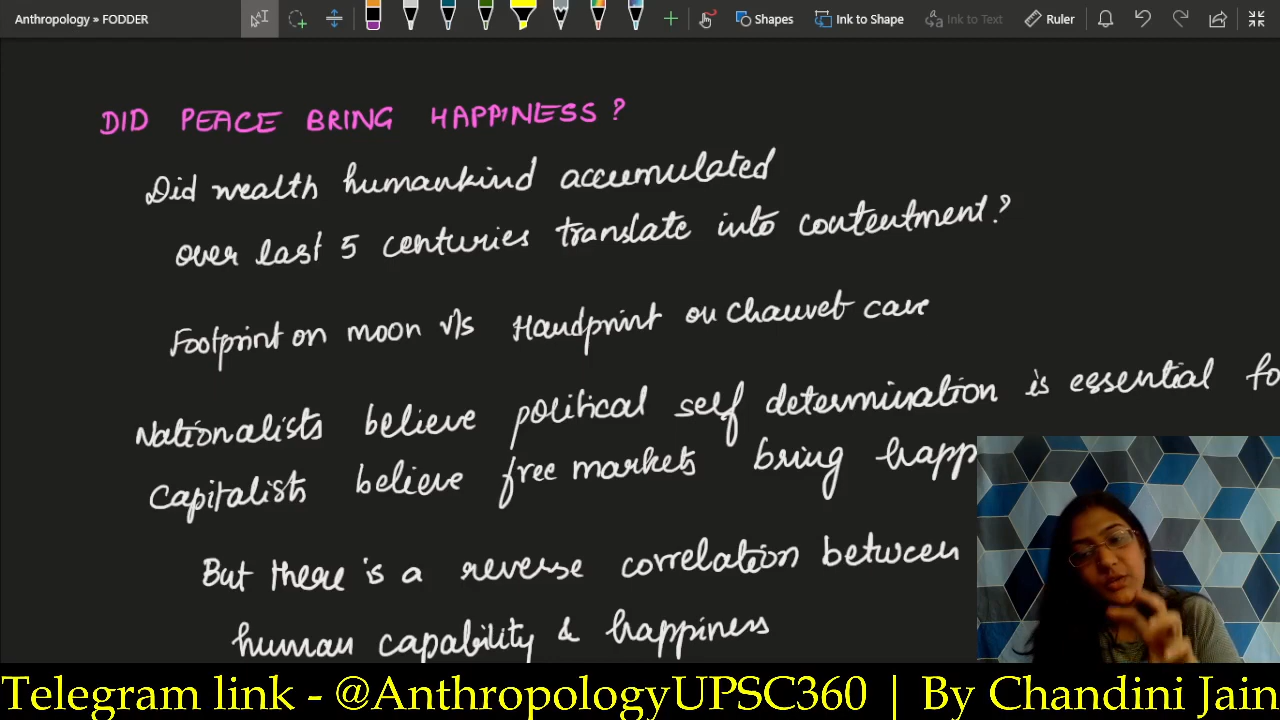 Anthropology » FODDER
Shapes
Ink to Shape
Ink to Text
Ruler
DID PEACE BRING HAPPINESS?
Did wealth humankind accumulated
over last 5 centuries translate into contentment?
Footprint on moon v/s Handprint on Chauvet cave
Nationalists believe political self determination is essential fo
Capitalists believe free markets bring happ
But there is a reverse correlation between
human capability & happiness
Telegram link - @AnthropologyUPSC360 | By Chandini Jain